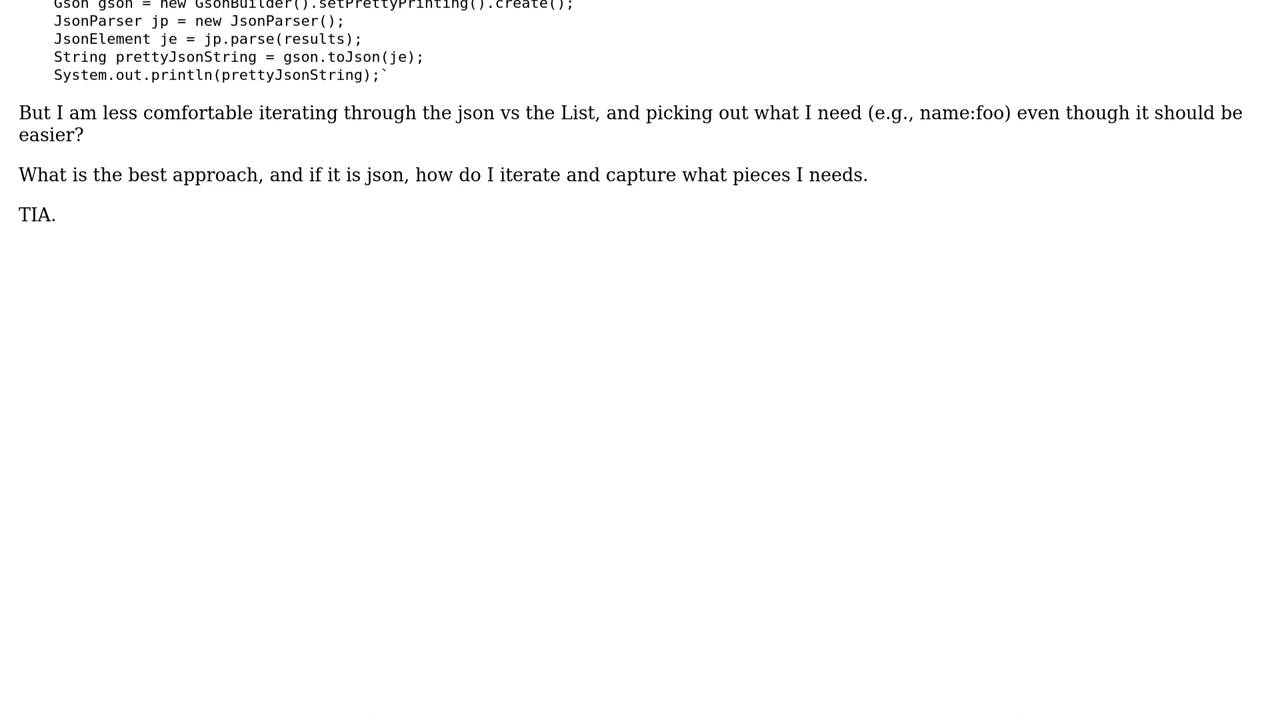 Gson gson = new GsonBuilder().setPrettyPrinting().create();
JsonParser jp = new JsonParser();
JsonElement je = jp.parse(results);
String prettyJsonString = gson.toJson(je);
System.out.println(prettyJsonString);`
But I am less comfortable iterating through the json vs the List, and picking out what I need (e.g., name:foo) even though it should be
easier?
What is the best approach, and if it is json, how do I iterate and capture what pieces I needs.
TIA.